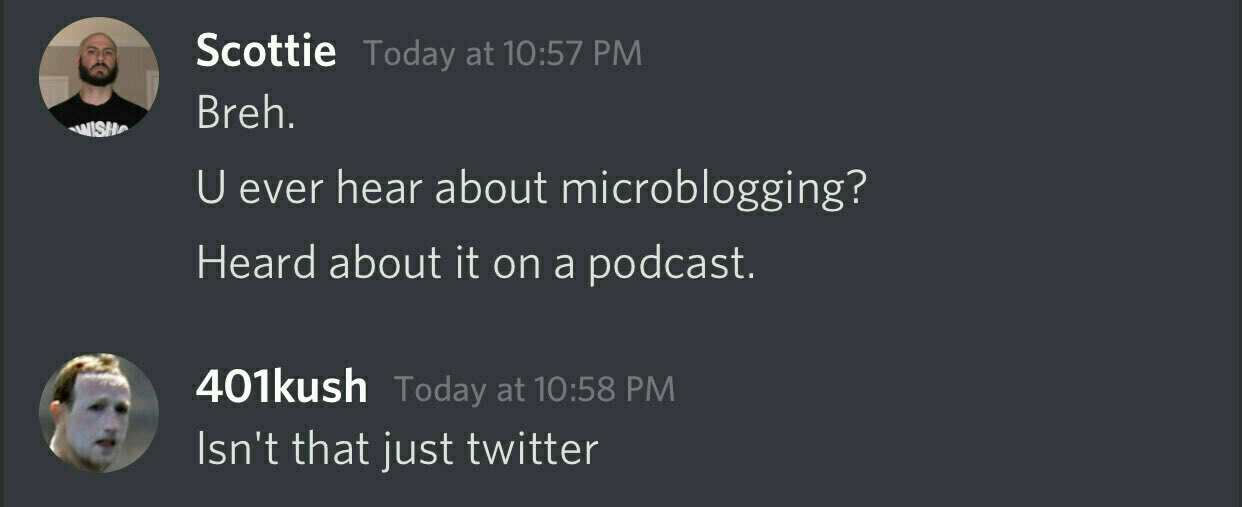 Scottie Today at 10:57 PM
Breh.
U ever hear about microblogging?
Heard about it on a podcast.
401kush Today at 10:58 PM
Isn't that just twitter